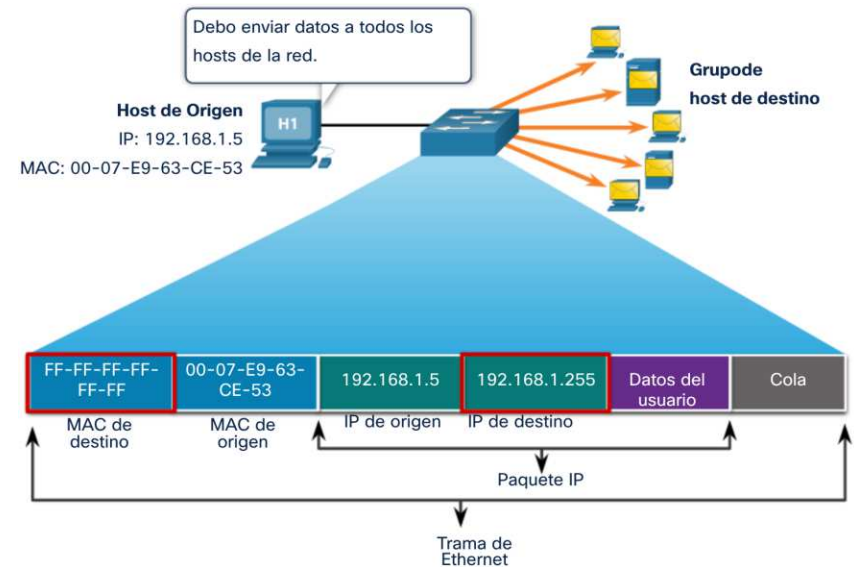 Debo enviar datos a todos los
hosts de la red.
Grupode
host de destino
Host de Origen
IP: 192.168.1.5
MAC: 00-07-E9-63-CE-53
H1
FF-FF-FF-FF-
FF-FF
00-07-E9-63-
CE-53
192.168.1.5
192.168.1.255
Datos del
usuario
Cola
MAC de
destino
MAC de
origen
IP de origen
IP de destino
Paquete IP
Trama de
Ethernet